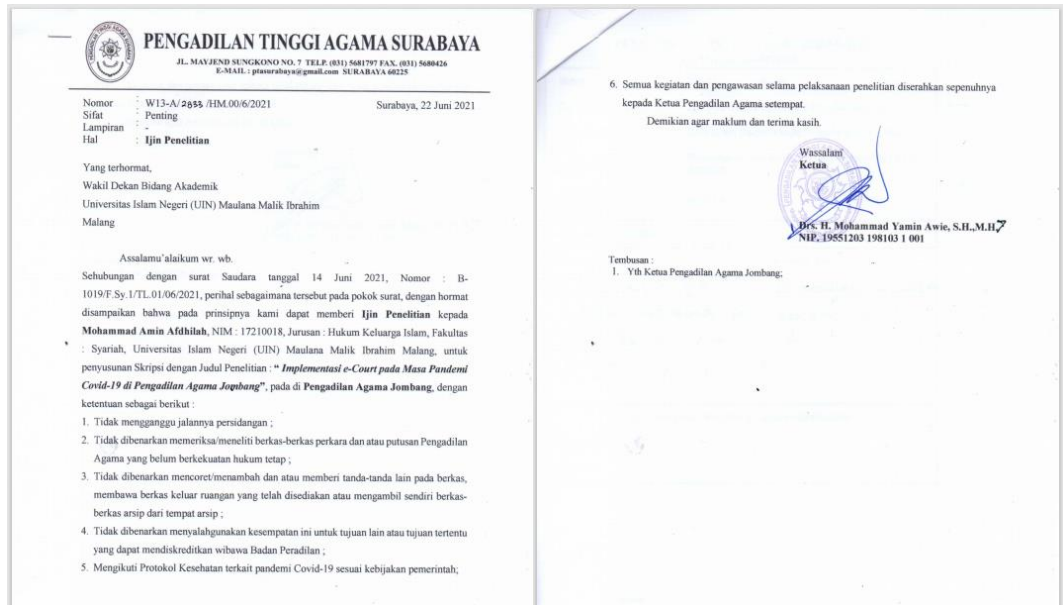 PENGADILAN TINGGI AGAMA SURABAYA
JL. MAYJEND SUNGKONO NO. 7 TELP. (031) 5681797 FAX. (031) 5680426
E-MAIL : ptasurabaya@gmail.com SURABAYA 60225
Nomor : W13-A/2833/HM.00/6/2021 Surabaya, 22 Juni 2021
Sifat : Penting
Lampiran : -
Hal : Ijin Penelitian
Yang terhormat,
Wakil Dekan Bidang Akademik
Universitas Islam Negeri (UIN) Maulana Malik Ibrahim
Malang
Assalamu'alaikum wr. wb.
Sehubungan dengan surat Saudara tanggal 14 Juni 2021, Nomor : B-
1019/F.Sy.1/TL.01/06/2021, perihal sebagaimana tersebut pada pokok surat, dengan hormat
disampaikan bahwa pada prinsipnya kami dapat memberi Ijin Penelitian kepada
Mohammad Amin Afdhilah, NIM : 17210018, Jurusan : Hukum Keluarga Islam, Fakultas
: Syariah, Universitas Islam Negeri (UIN) Maulana Malik Ibrahim Malang, untuk
penyusunan Skripsi dengan Judul Penelitian : " Implementasi e-Court pada Masa Pandemi
Covid-19 di Pengadilan Agama Jombang", pada di Pengadilan Agama Jombang, dengan
ketentuan sebagai berikut :
1. Tidak mengganggu jalannya persidangan ;
2. Tidak dibenarkan memeriksa/meneliti berkas-berkas perkara dan atau putusan Pengadilan
Agama yang belum berkekuatan hukum tetap ;
3. Tidak dibenarkan mencoret/menambah dan atau memberi tanda-tanda lain pada berkas,
membawa berkas keluar ruangan yang telah disediakan atau mengambil sendiri berkas-
berkas arsip dari tempat arsip ;
4. Tidak dibenarkan menyalahgunakan kesempatan ini untuk tujuan lain atau tujuan tertentu
yang dapat mendiskreditkan wibawa Badan Peradilan ;
5. Mengikuti Protokol Kesehatan terkait pandemi Covid-19 sesuai kebijakan pemerintah;
6. Semua kegiatan dan pengawasan selama pelaksanaan penelitian diserahkan sepenuhnya
kepada Ketua Pengadilan Agama setempat.
Demikian agar maklum dan terima kasih.
Wassalam
Ketua
Drs. H. Mohammad Yamin Awie, S.H.,M.H.
NIP. 19551203 198103 1 001
Tembusan :
1. Yth Ketua Pengadilan Agama Jombang;